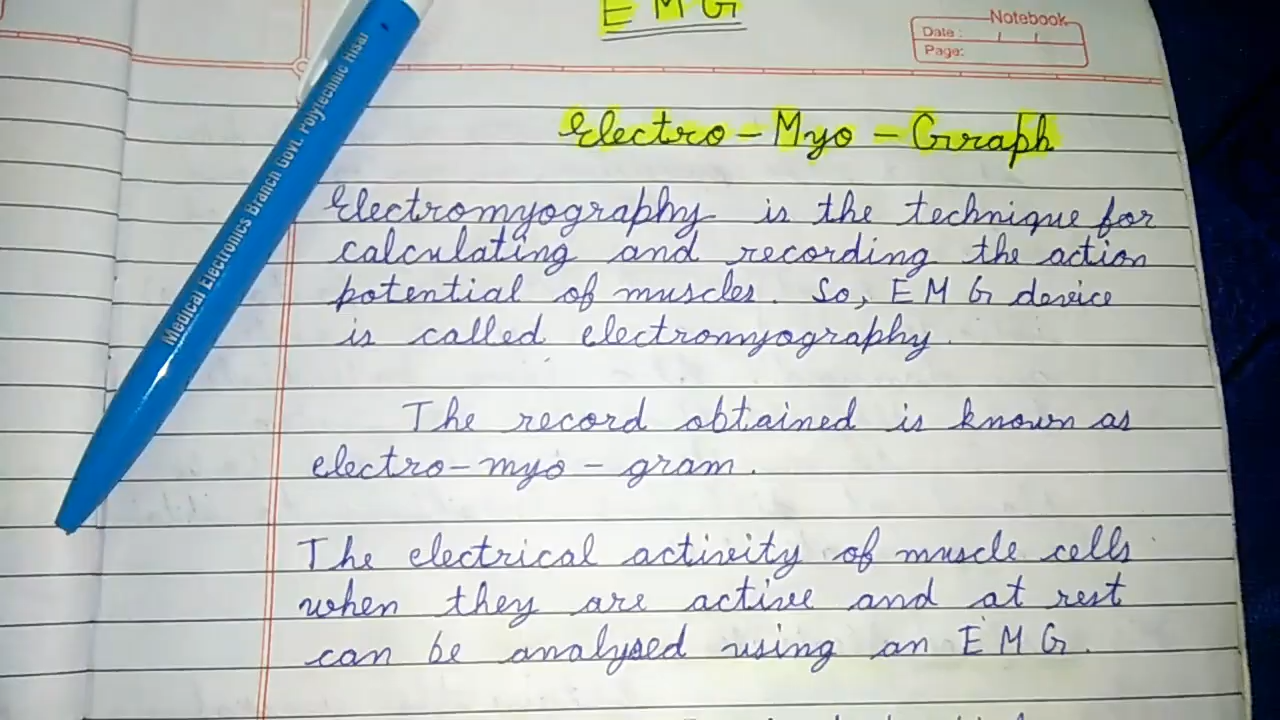 EMG
Notebook
Date : / /
Page:
Electro - Myo - Graph
Electromyography is the technique for
calculating and recording the action
potential of muscles. So, EMG device
is called electromyography.
The record obtained is known as
electro-myo-gram.
The electrical activity of muscle cells
when they are active and at rest
can be analysed using an EMG.
Medical Electronics Branch Govt. Polytechnic Hisar